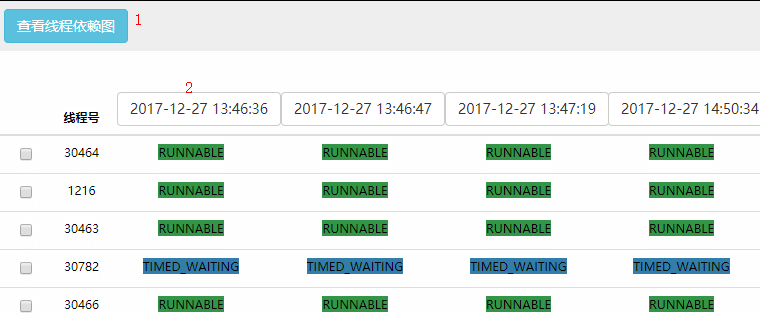 查看线程依赖图 1
2
线程号 2017-12-27 13:46:36 2017-12-27 13:46:47 2017-12-27 13:47:19 2017-12-27 14:50:34
30464 RUNNABLE RUNNABLE RUNNABLE RUNNABLE
1216 RUNNABLE RUNNABLE RUNNABLE RUNNABLE
30463 RUNNABLE RUNNABLE RUNNABLE RUNNABLE
30782 TIMED_WAITING TIMED_WAITING TIMED_WAITING TIMED_WAITING
30466 RUNNABLE RUNNABLE RUNNABLE RUNNABLE